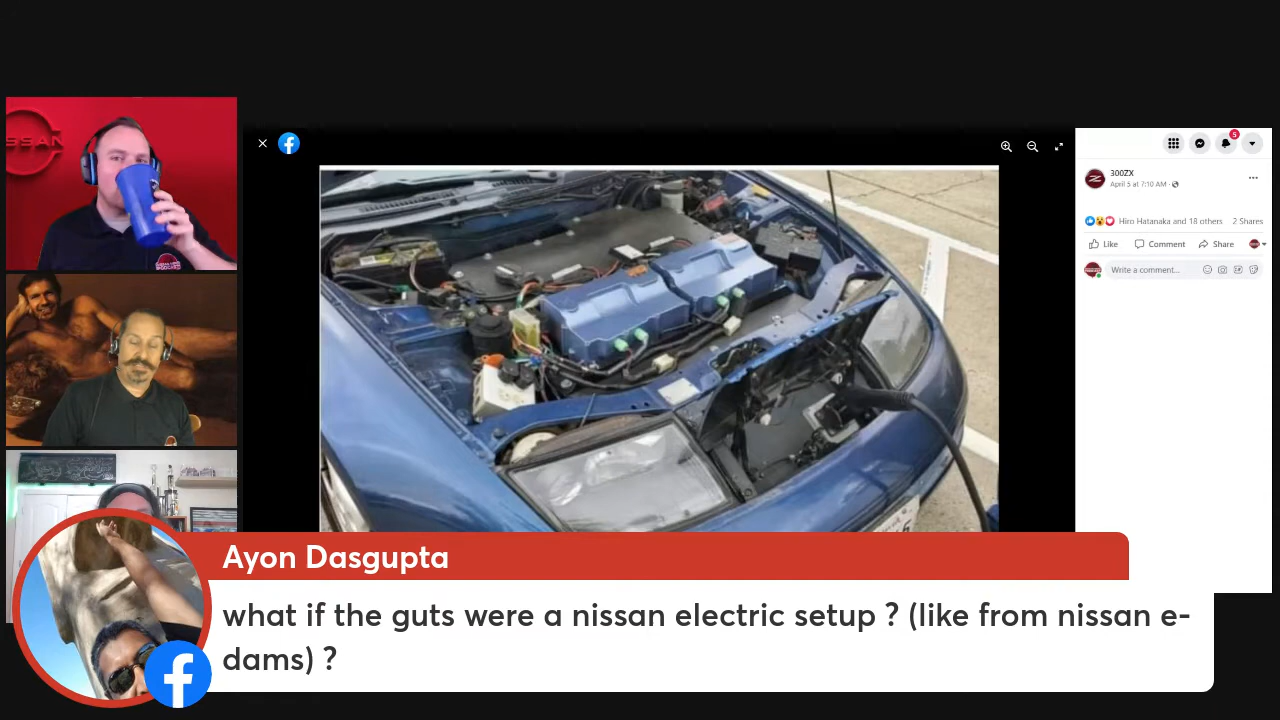 300ZX
April 5 at 7:10 AM ·
5
Hiro Hatanaka and 18 others
2 Shares
Like
Comment
Share
Write a comment...
Ayon Dasgupta
what if the guts were a nissan electric setup ? (like from nissan e-
dams) ?